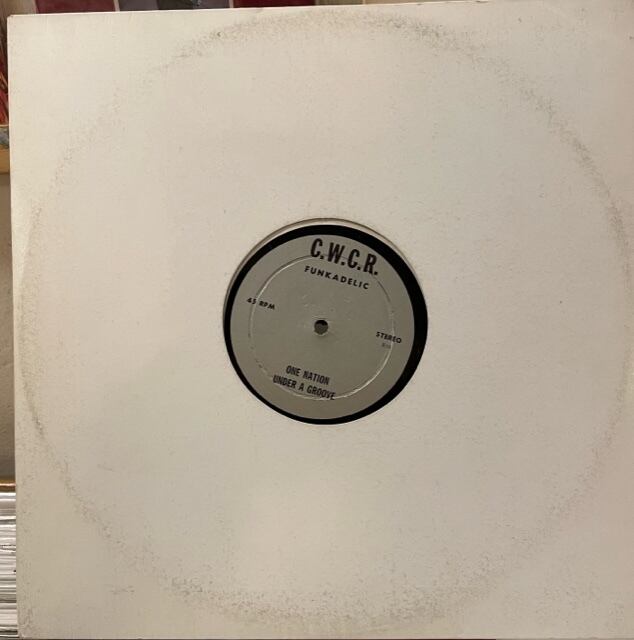 C.W.C.R.
FUNKADELIC
45 RPM
STEREO
ONE NATION
UNDER A GROOVE